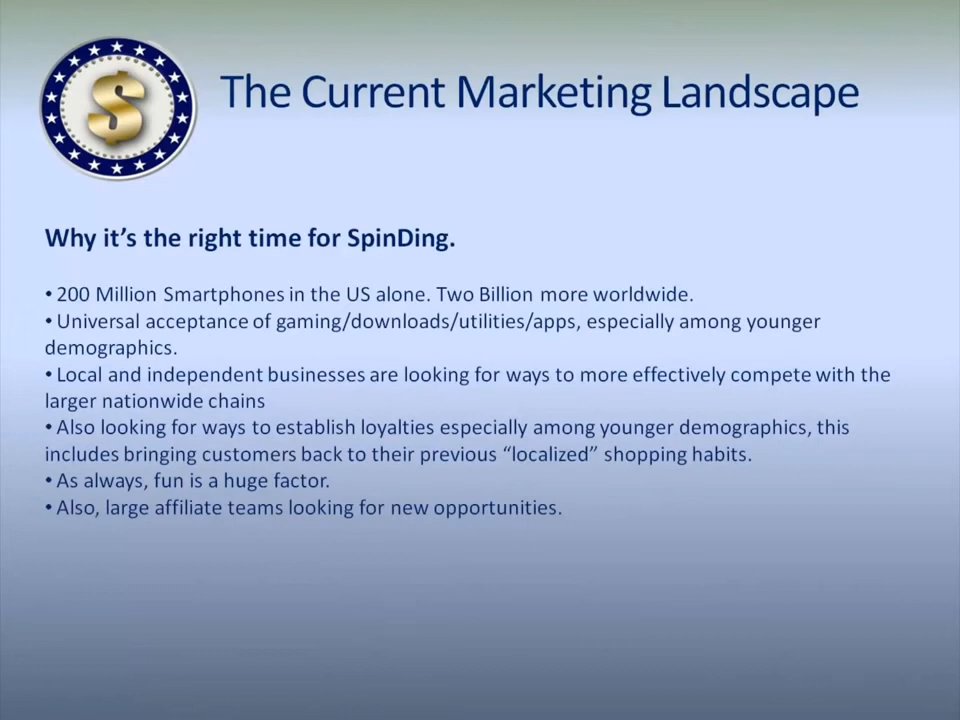 The Current Marketing Landscape
Why it’s the right time for SpinDing.
• 200 Million Smartphones in the US alone. Two Billion more worldwide.
• Universal acceptance of gaming/downloads/utilities/apps, especially among younger
demographics.
• Local and independent businesses are looking for ways to more effectively compete with the
larger nationwide chains
• Also looking for ways to establish loyalties especially among younger demographics, this
includes bringing customers back to their previous “localized” shopping habits.
• As always, fun is a huge factor.
• Also, large affiliate teams looking for new opportunities.